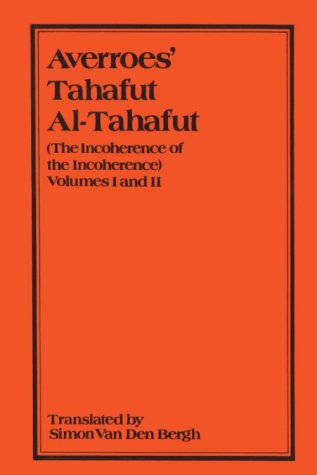 Averroes'
Tahafut
Al-Tahafut
(The Incoherence of
the Incoherence)
Volumes I and II
Translated by
Simon Van Den Bergh